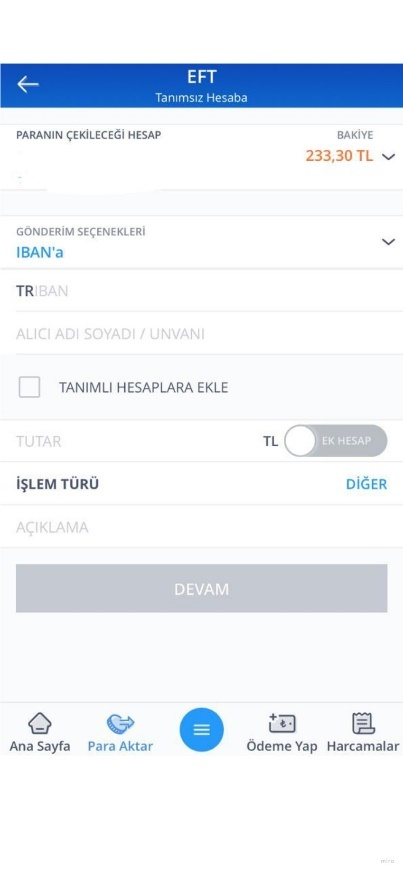 EFT
Tanımsız Hesaba
PARANIN ÇEKİLECEĞİ HESAP
BAKİYE
233,30 TL
GÖNDERİM SEÇENEKLERİ
IBAN'a
TRIBAN
ALICI ADI SOYADI / UNVANI
TANIMLI HESAPLARA EKLE
TUTAR
TL
EK HESAP
İŞLEM TÜRÜ
DİĞER
AÇIKLAMA
DEVAM
Ana Sayfa
Para Aktar
Ödeme Yap
Harcamalar